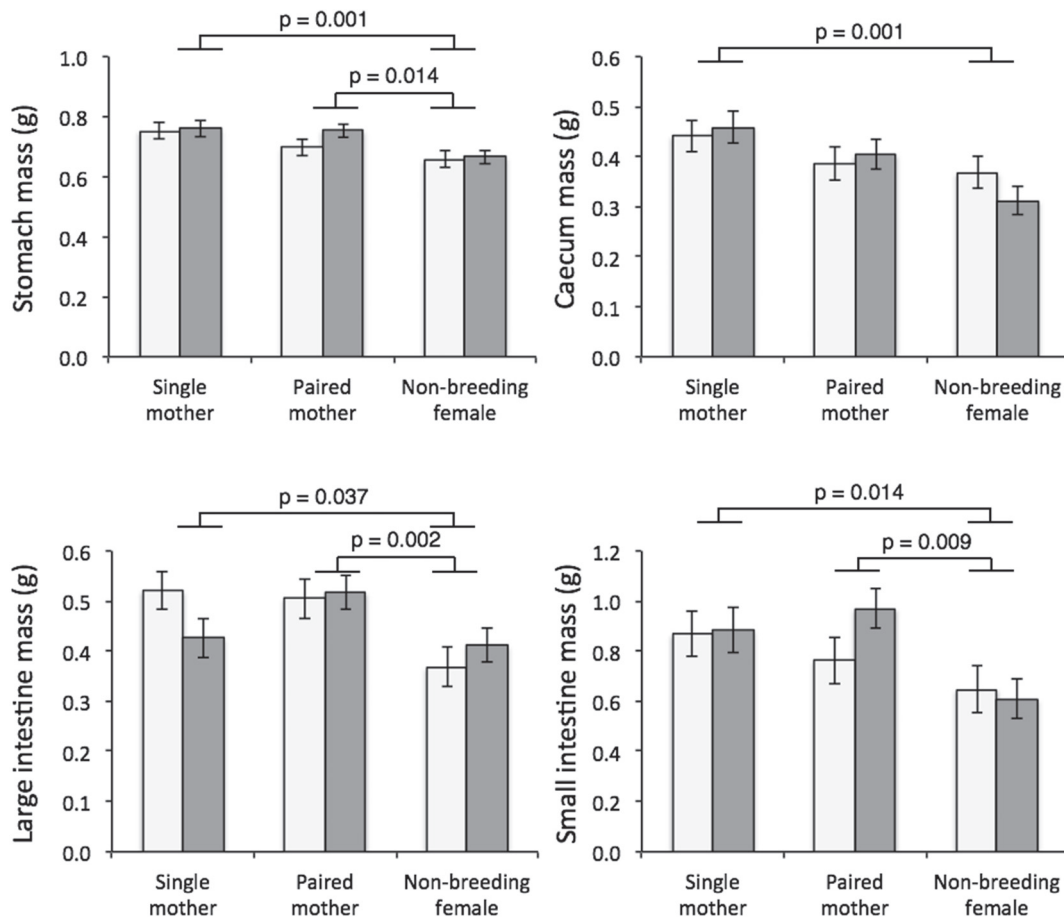 p = 0.001
p = 0.014
Stomach mass (g)
1.0
0.8
0.6
0.4
0.2
0.0
Single mother
Paired mother
Non-breeding female
p = 0.001
Caecum mass (g)
0.6
0.5
0.4
0.3
0.2
0.1
0.0
Single mother
Paired mother
Non-breeding female
p = 0.037
p = 0.002
Large intestine mass (g)
0.6
0.5
0.4
0.3
0.2
0.1
0.0
Single mother
Paired mother
Non-breeding female
p = 0.014
p = 0.009
Small intestine mass (g)
1.2
1.0
0.8
0.6
0.4
0.2
0.0
Single mother
Paired mother
Non-breeding female